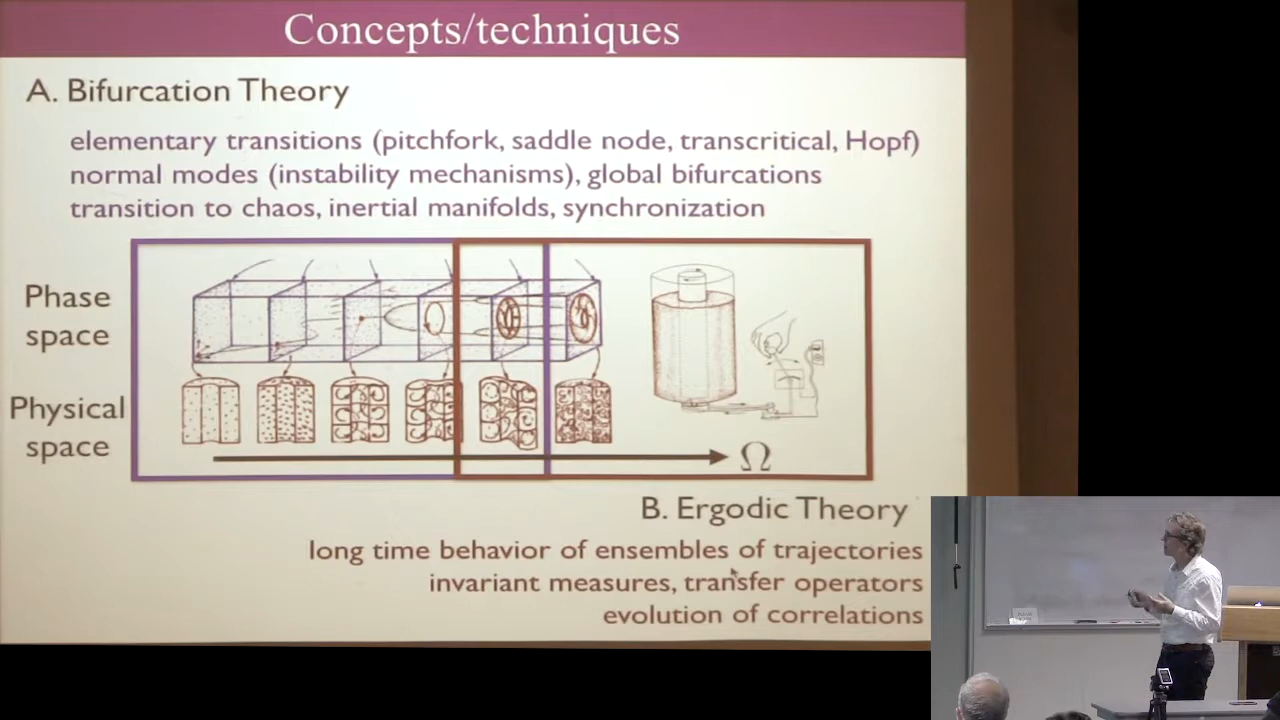 Concepts/techniques
A. Bifurcation Theory
elementary transitions (pitchfork, saddle node, transcritical, Hopf)
normal modes (instability mechanisms), global bifurcations
transition to chaos, inertial manifolds, synchronization
Phase
space
Physical
space
Ω
B. Ergodic Theory
long time behavior of ensembles of trajectories
invariant measures, transfer operators
evolution of correlations